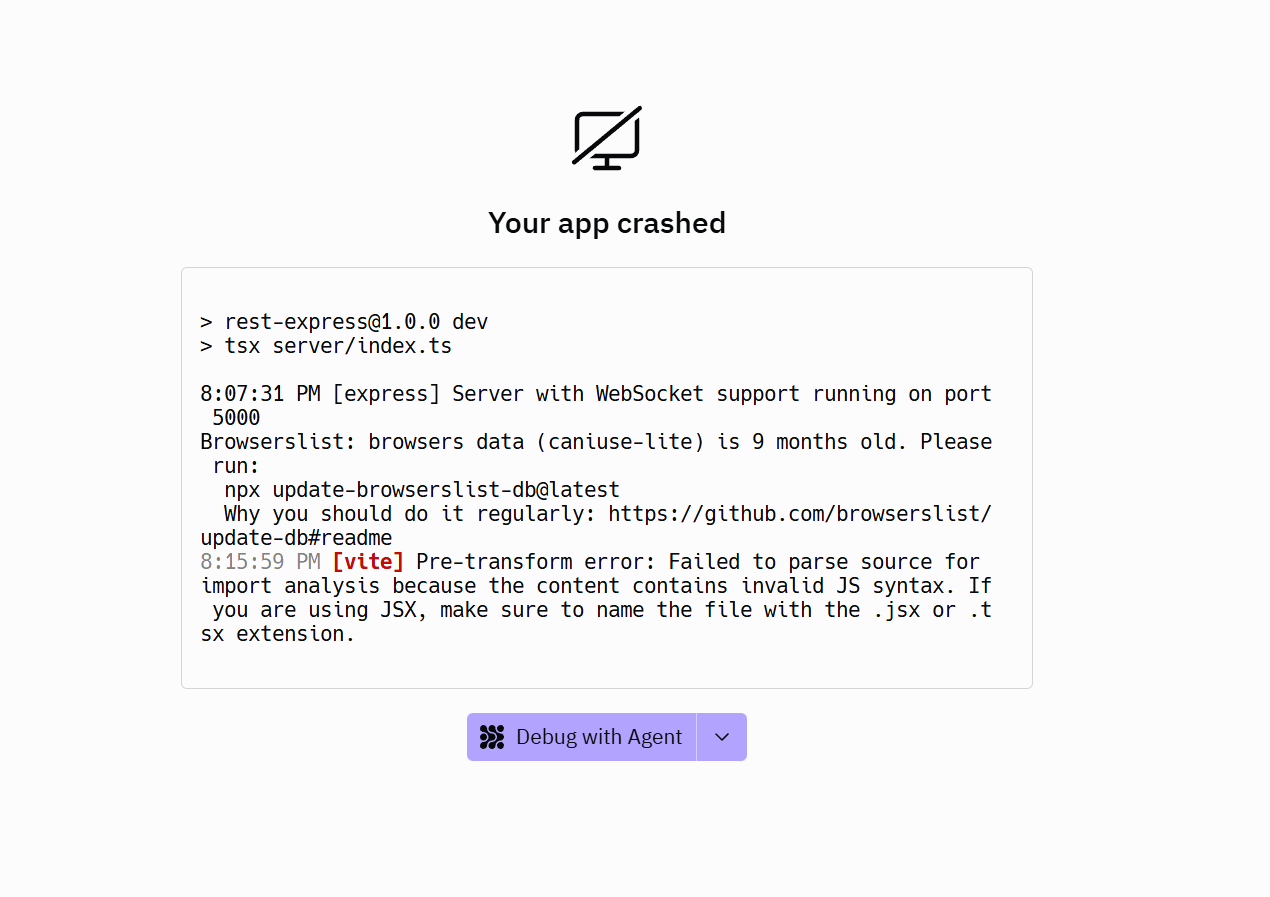 Your app crashed
> rest-express@1.0.0 dev
> tsx server/index.ts
8:07:31 PM [express] Server with WebSocket support running on port
5000
Browserslist: browsers data (caniuse-lite) is 9 months old. Please
run:
npx update-browserslist-db@latest
Why you should do it regularly: https://github.com/browserslist/
update-db#readme
8:15:59 PM [vite] Pre-transform error: Failed to parse source for
import analysis because the content contains invalid JS syntax. If
you are using JSX, make sure to name the file with the .jsx or .t
sx extension.
Debug with Agent